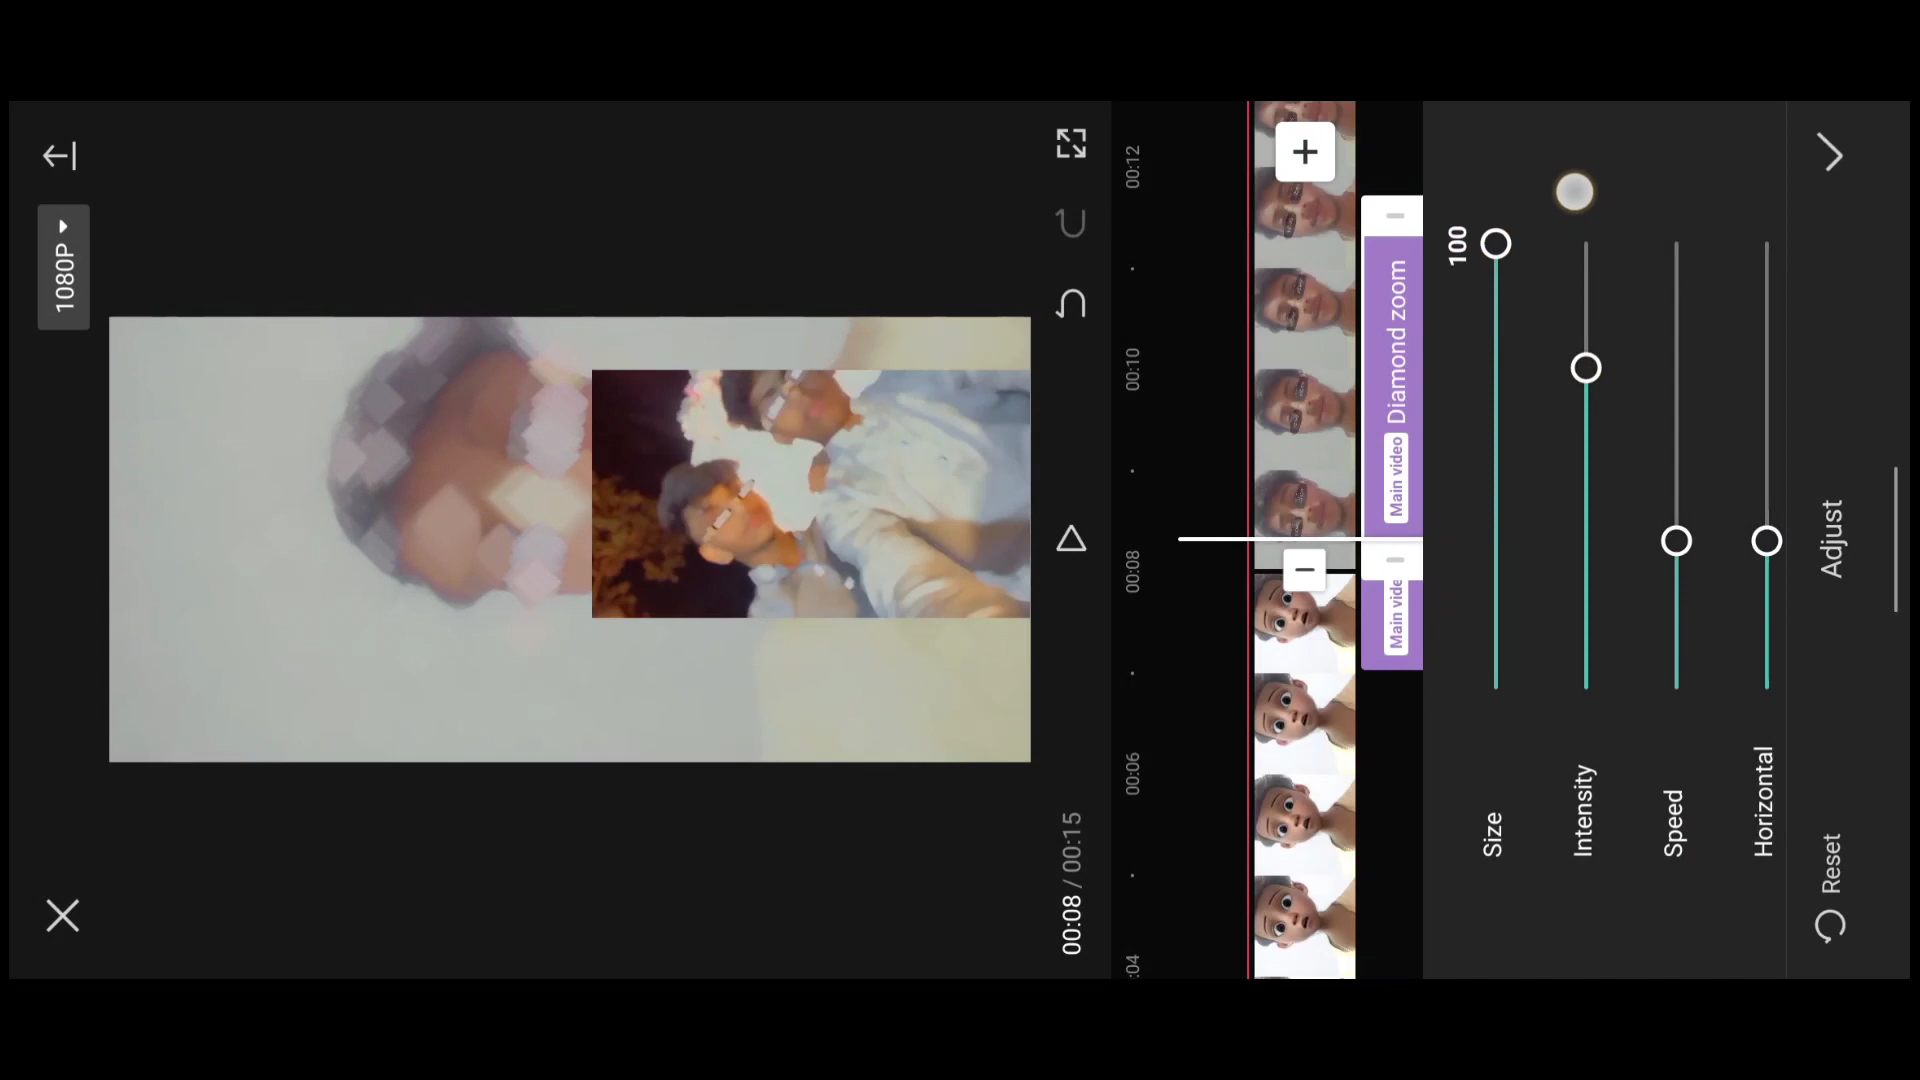 1080P
00:08 / 00:15
:04
00:06
00:08
00:10
00:12
Main vide
Main video
Diamond zoom
100
Size
Intensity
Speed
Horizontal
Reset
Adjust